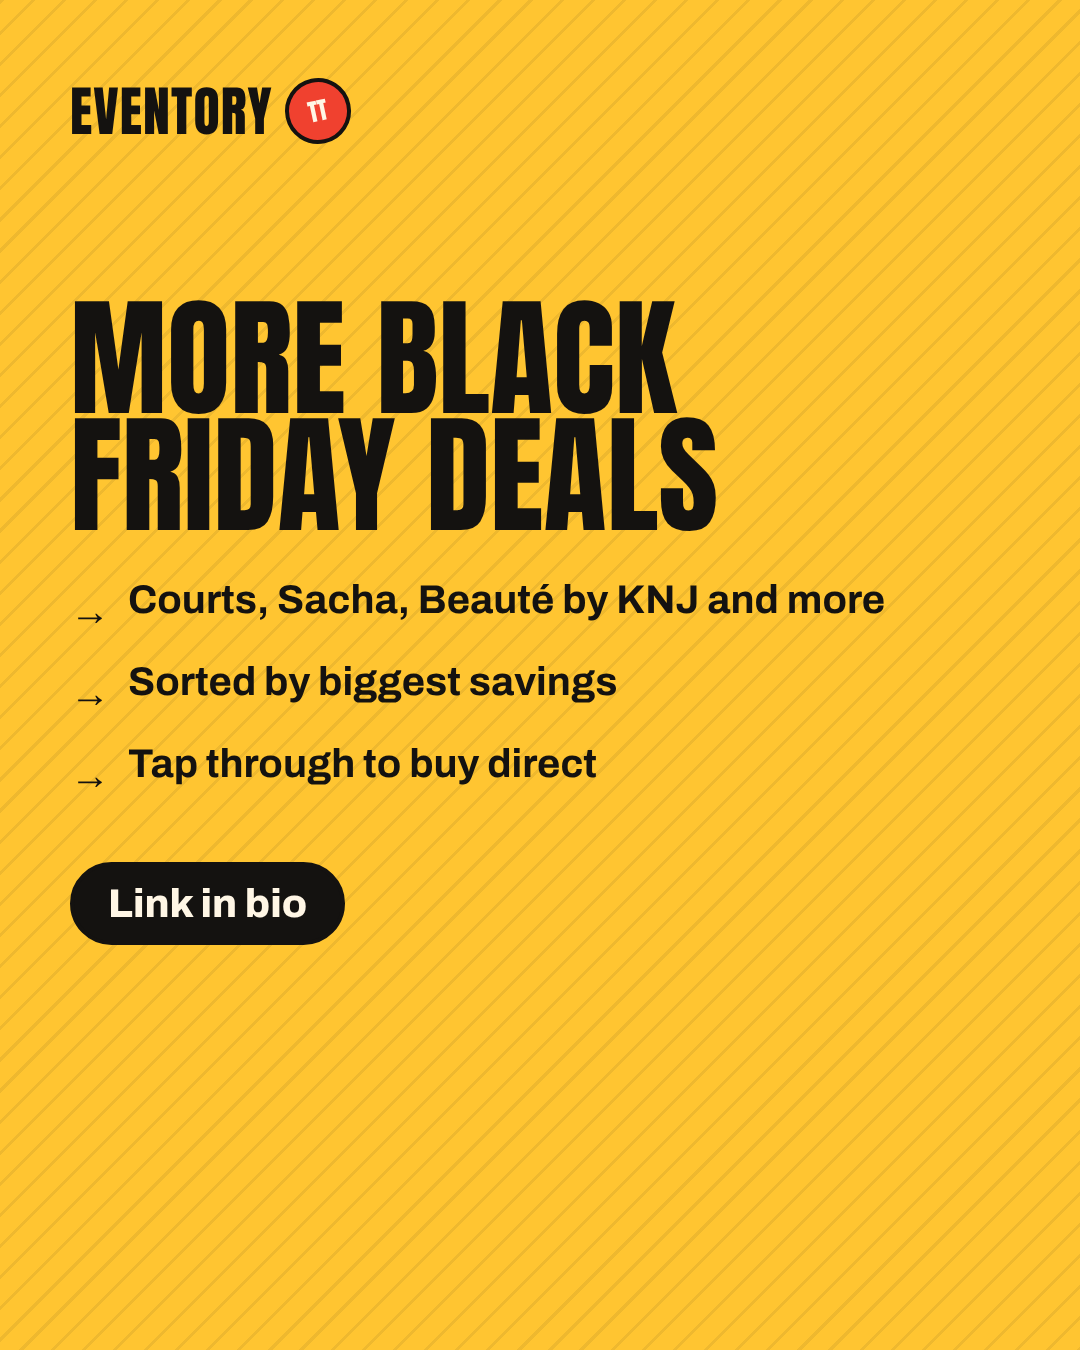 EVENTORY TT
MORE BLACK
FRIDAY DEALS
→ Courts, Sacha, Beauté by KNJ and more
→ Sorted by biggest savings
→ Tap through to buy direct
Link in bio